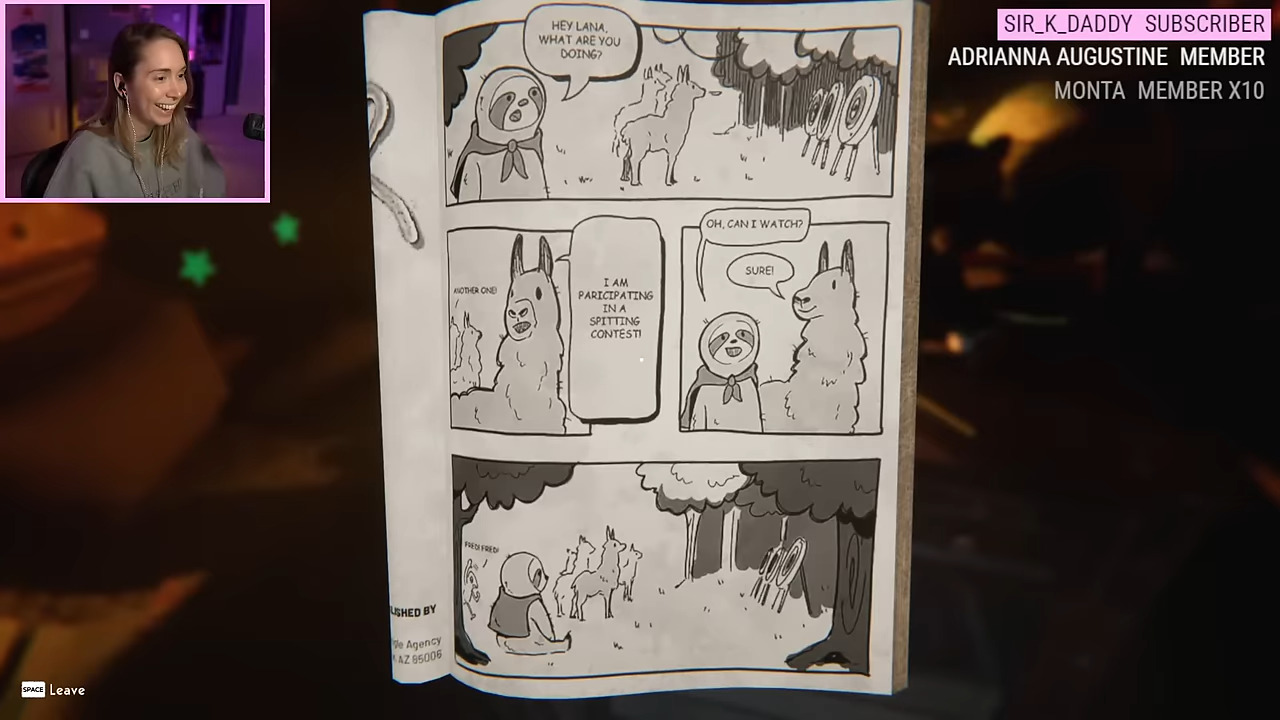 SIR_K_DADDY SUBSCRIBER
ADRIANNA AUGUSTINE MEMBER
MONTA MEMBER X10
HEY LANA,
WHAT ARE YOU
DOING?
ANOTHER ONE!
I AM
PARICIPATING
IN A
SPITTING
CONTEST!
OH, CAN I WATCH?
SURE!
FRED! FRED!
LISHED BY
gle Agency
AZ 85006
SPACE Leave